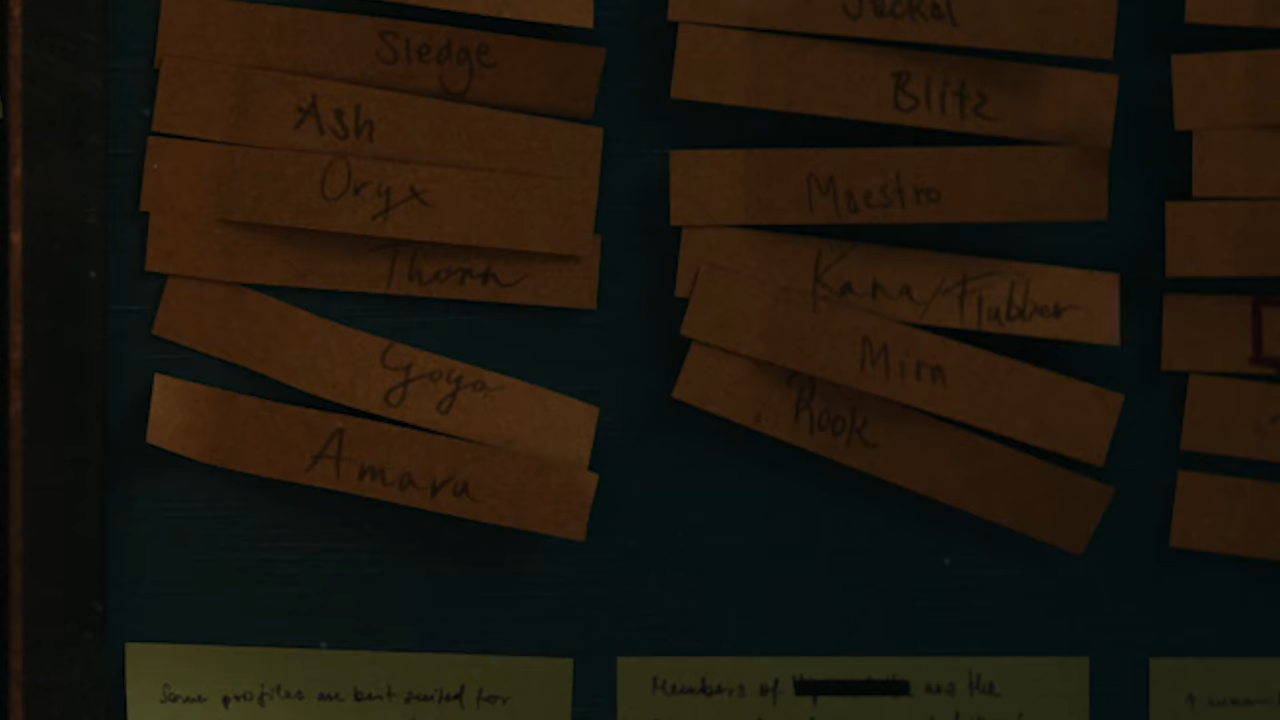 Sledge
Ash
Oryx
Thorn
Goyo
Amaru
Jackal
Blitz
Maestro
Kana/Flubber
Mira
Rook
Some profiles are best suited for
Members of are the